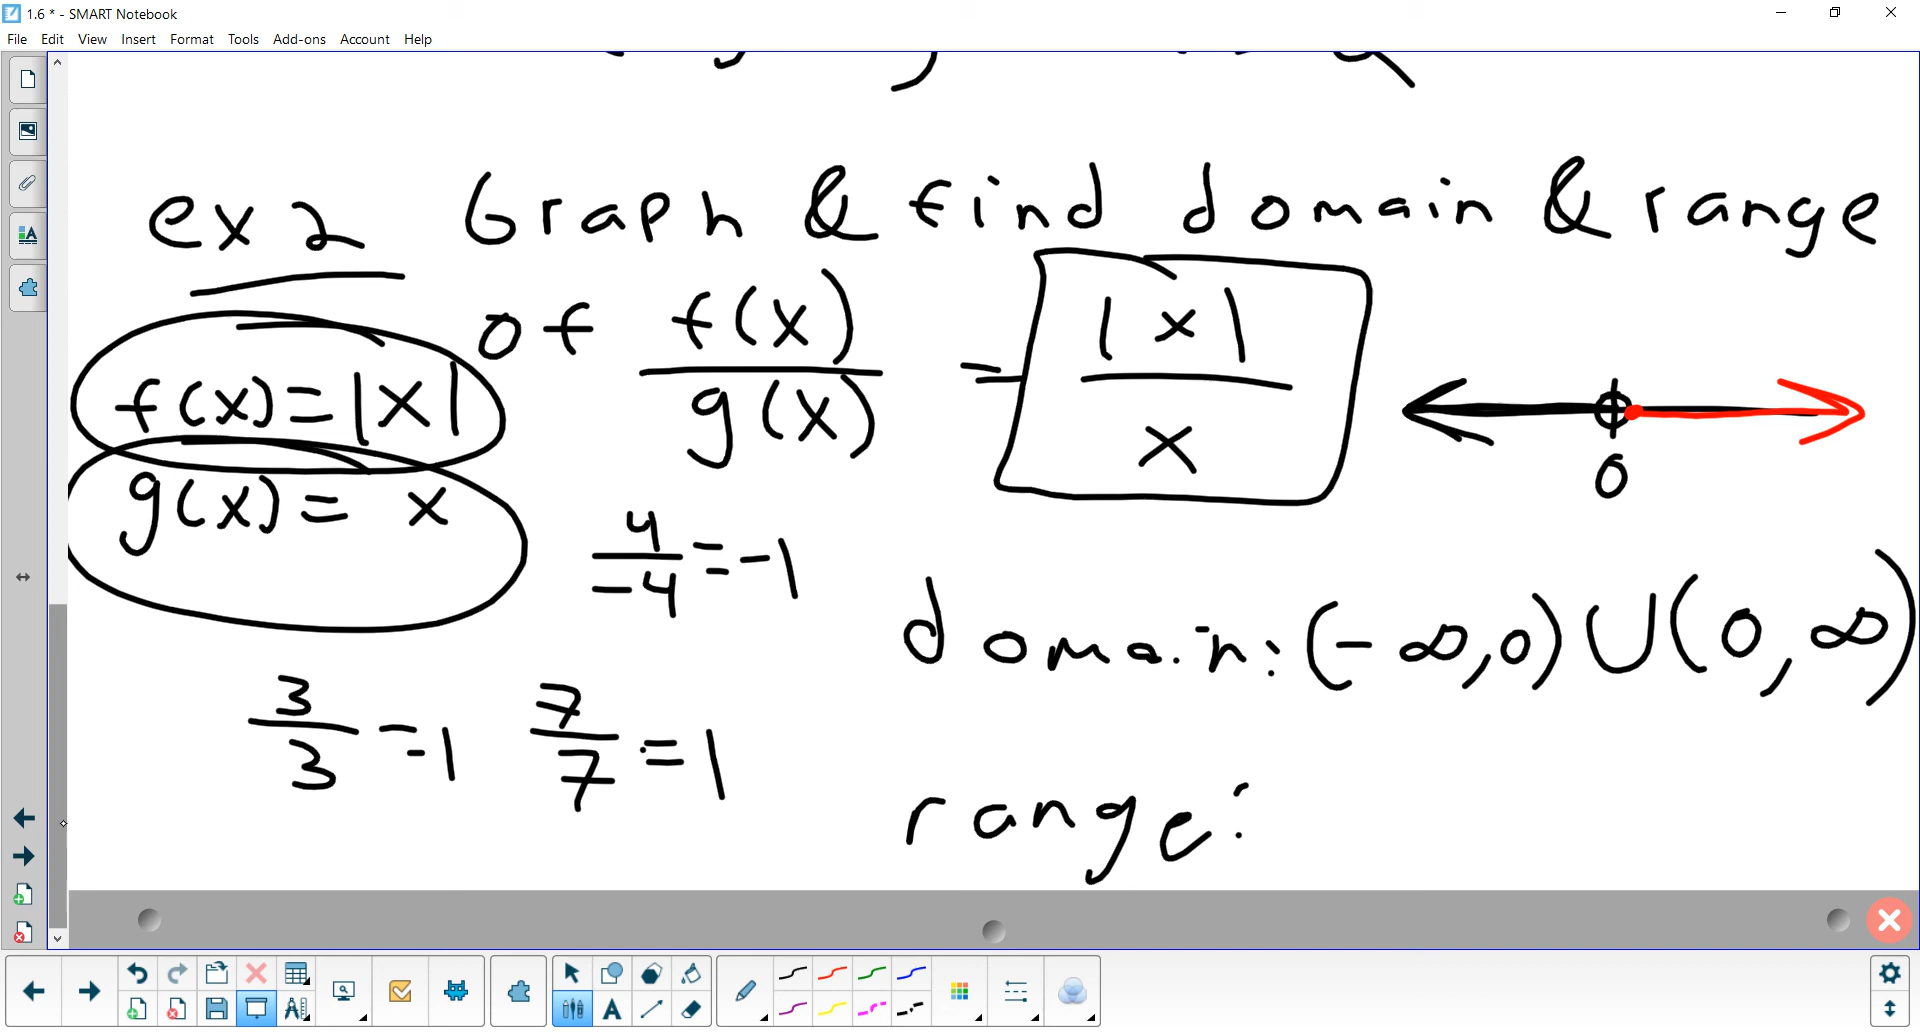 1.6 * - SMART Notebook
File Edit View Insert Format Tools Add-ons Account Help
ex 2 Graph & find domain & range
of f(x)/g(x) = |x|/x
f(x) = |x|
g(x) = x
0
4/-4 = -1
domain: (-∞,0) ∪ (0, ∞)
3/3 = 1 7/7 = 1
range: